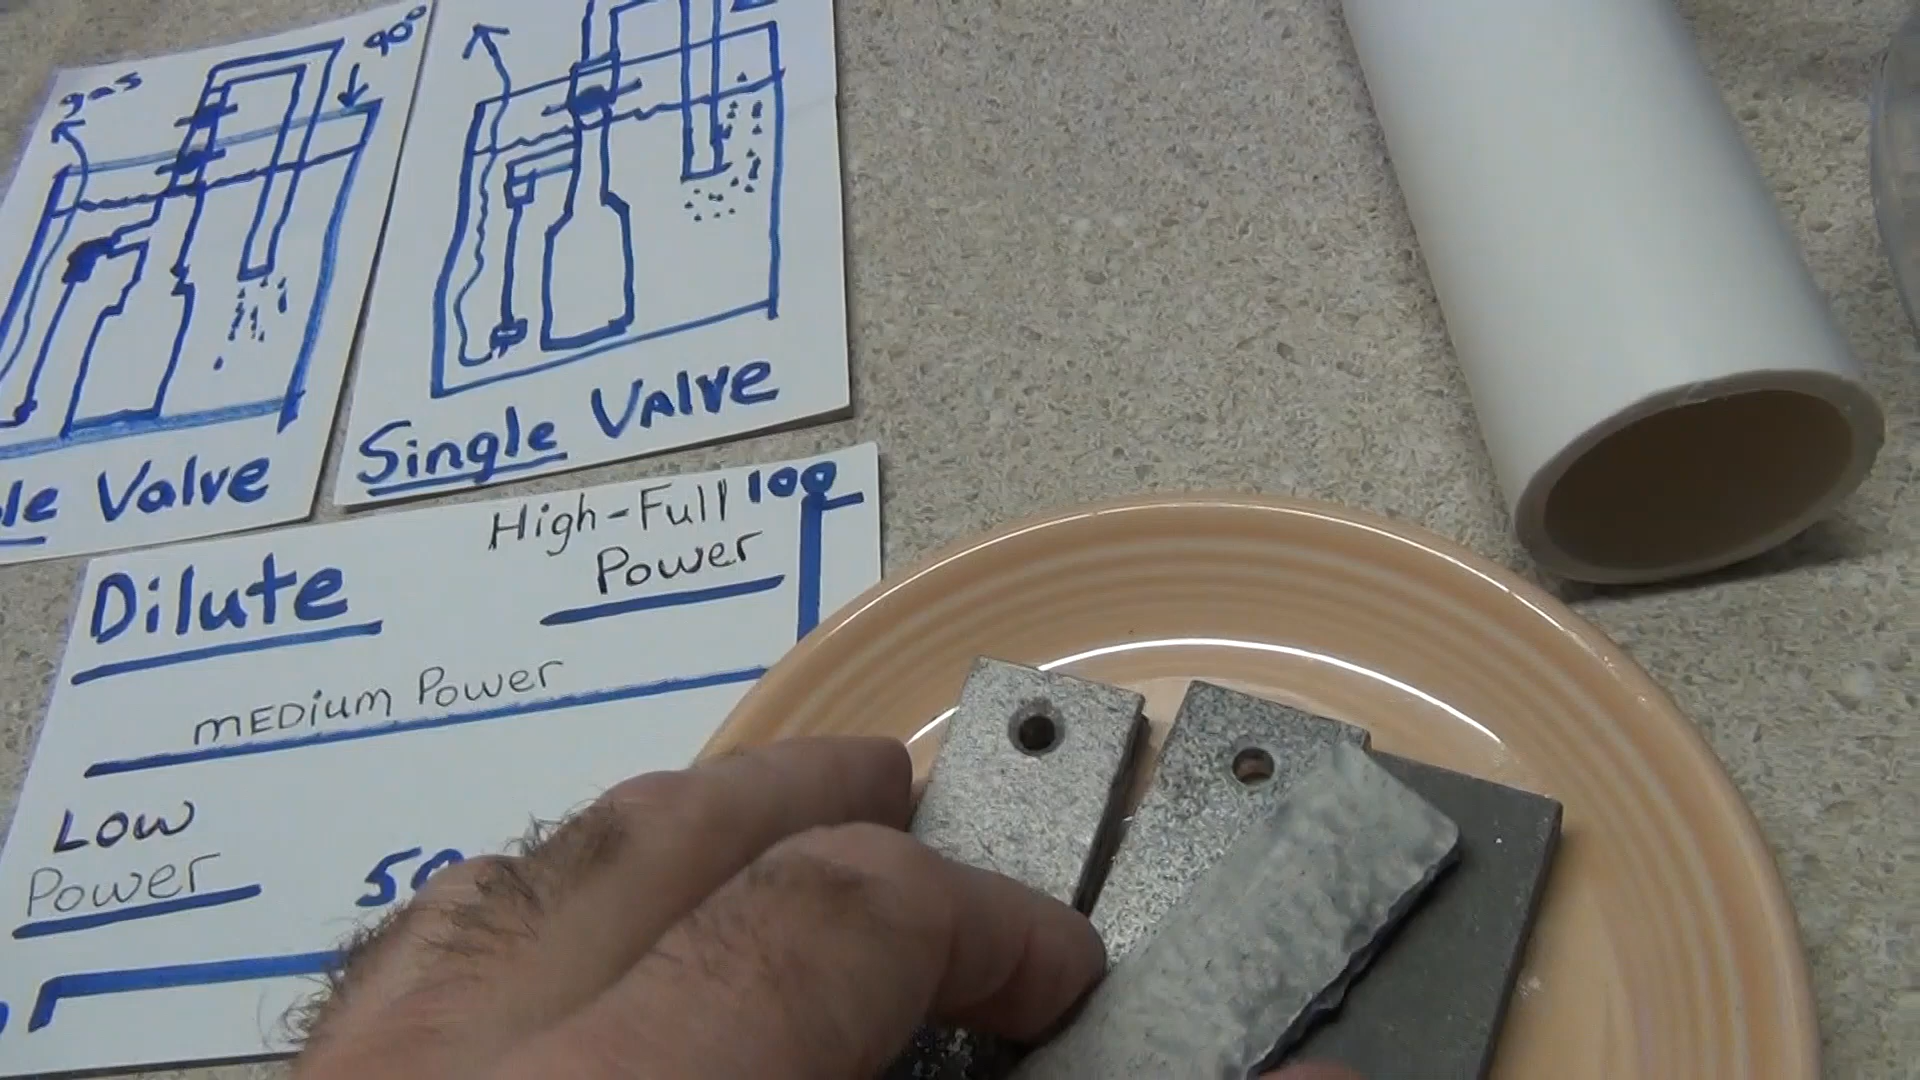 gas
90°
le Valve
Single Valve
Dilute
High-Full 100
Power
mEDium Power
Low
Power
50